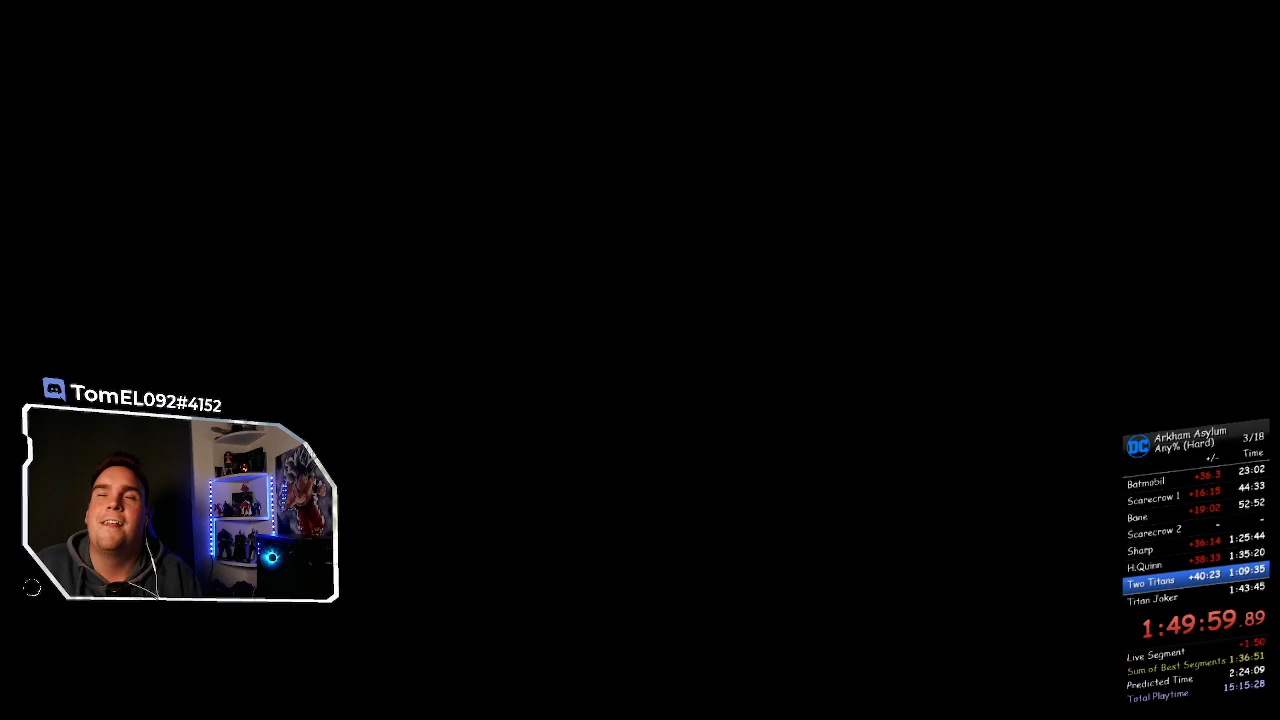 TomEL092#4152
DC Arkham Asylum
Any% (Hard) 3/18
+/- Time
Batmobil +36.3 23:02
Scarecrow 1 +16:15 44:33
Bane +19:02 52:52
Scarecrow 2 - -
Sharp +36:14 1:25:44
H.Quinn +38:33 1:35:20
Two Titans +40:23 1:09:35
Titan Joker 1:43:45
1:49:59.89
Live Segment +1:50
Sum of Best Segments 1:36:51
Predicted Time 2:24:09
Total Playtime 15:15:28